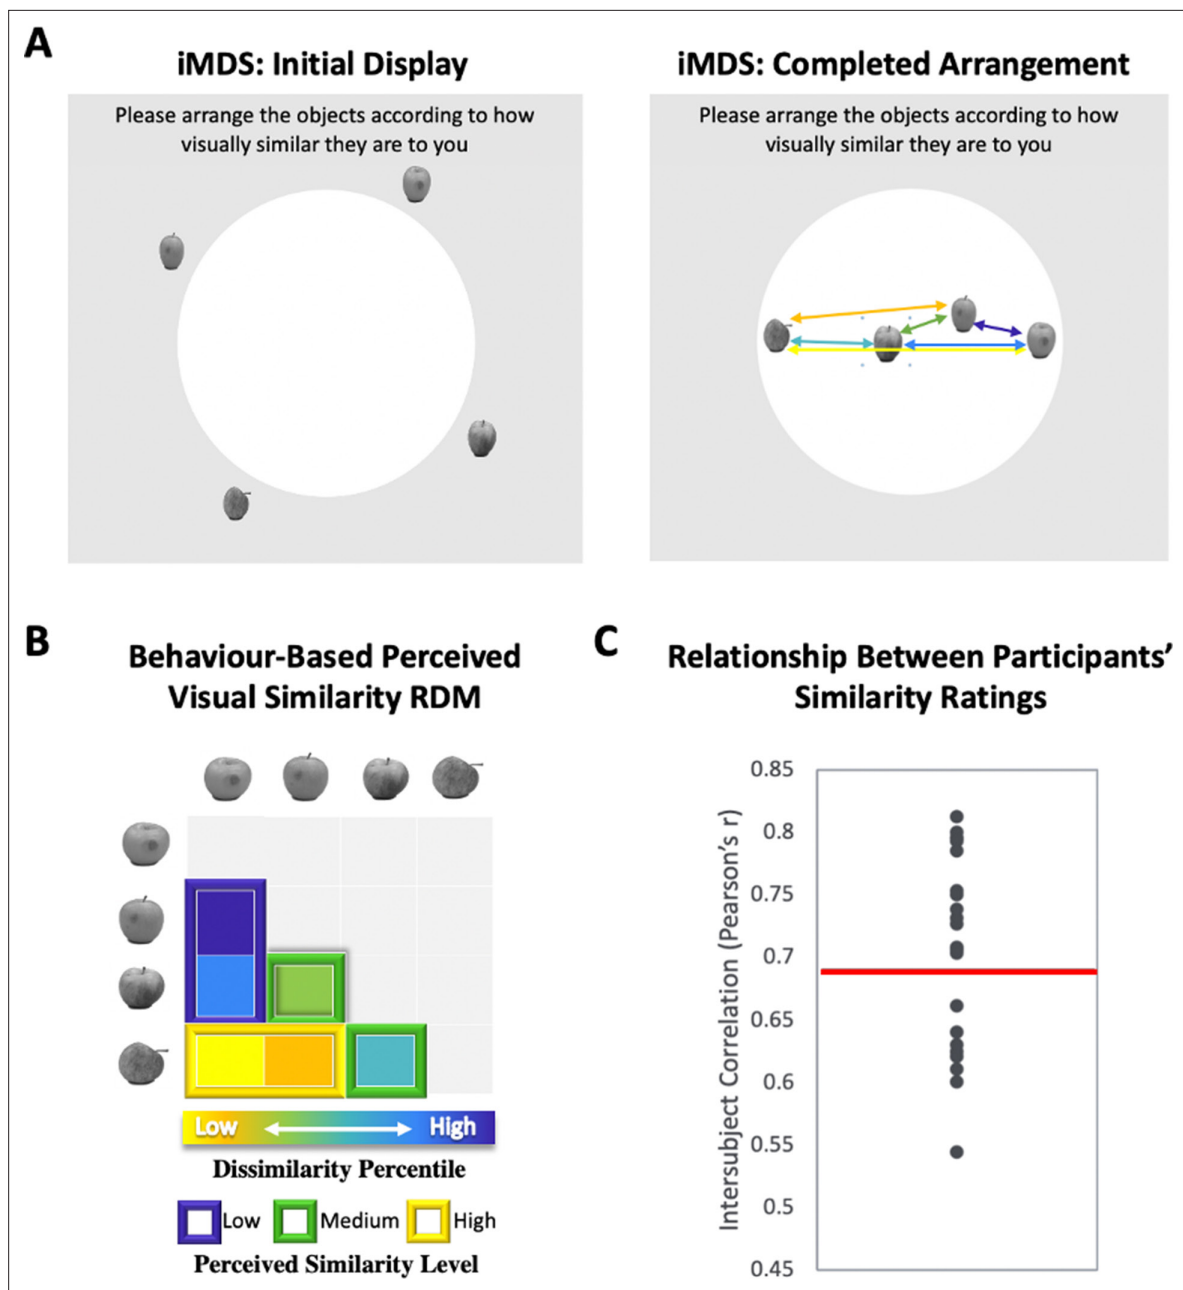 A
iMDS: Initial Display
Please arrange the objects according to how
visually similar they are to you
iMDS: Completed Arrangement
Please arrange the objects according to how
visually similar they are to you
B
Behaviour-Based Perceived
Visual Similarity RDM
Low
High
Dissimilarity Percentile
Low
Medium
High
Perceived Similarity Level
C
Relationship Between Participants'
Similarity Ratings
Intersubject Correlation (Pearson's r)
0.85
0.8
0.75
0.7
0.65
0.6
0.55
0.5
0.45